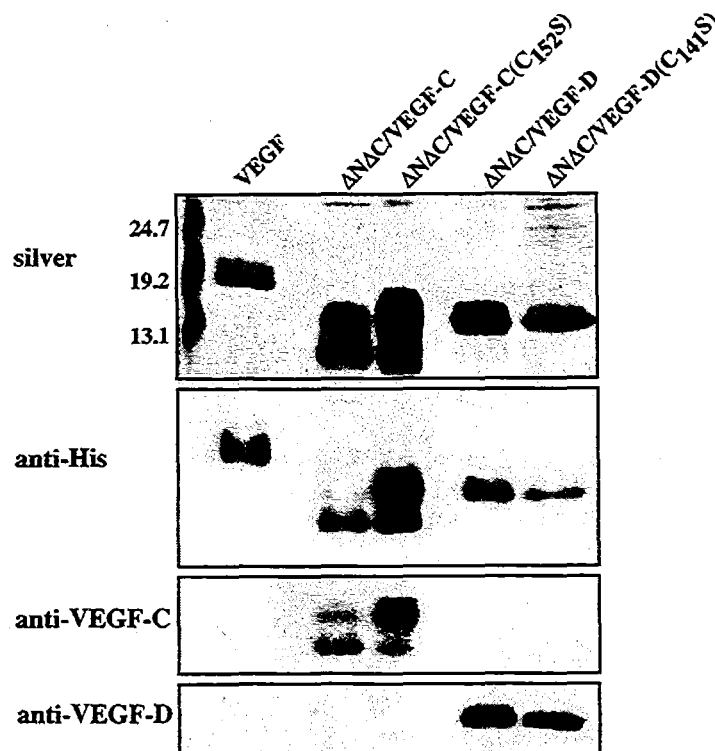 VEGF
ΔNΔC/VEGF-C
ΔNΔC/VEGF-C(C152S)
ΔNΔC/VEGF-D
ΔNΔC/VEGF-D(C141S)
silver
24.7
19.2
13.1
anti-His
anti-VEGF-C
anti-VEGF-D